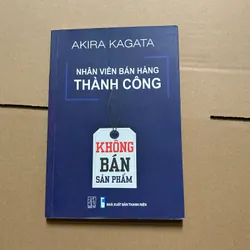 AKIRA KAGATA
NHÂN VIÊN BÁN HÀNG
THÀNH CÔNG
KHÔNG
BÁN
SẢN PHẨM
NHÀ XUẤT BẢN THANH NIÊN